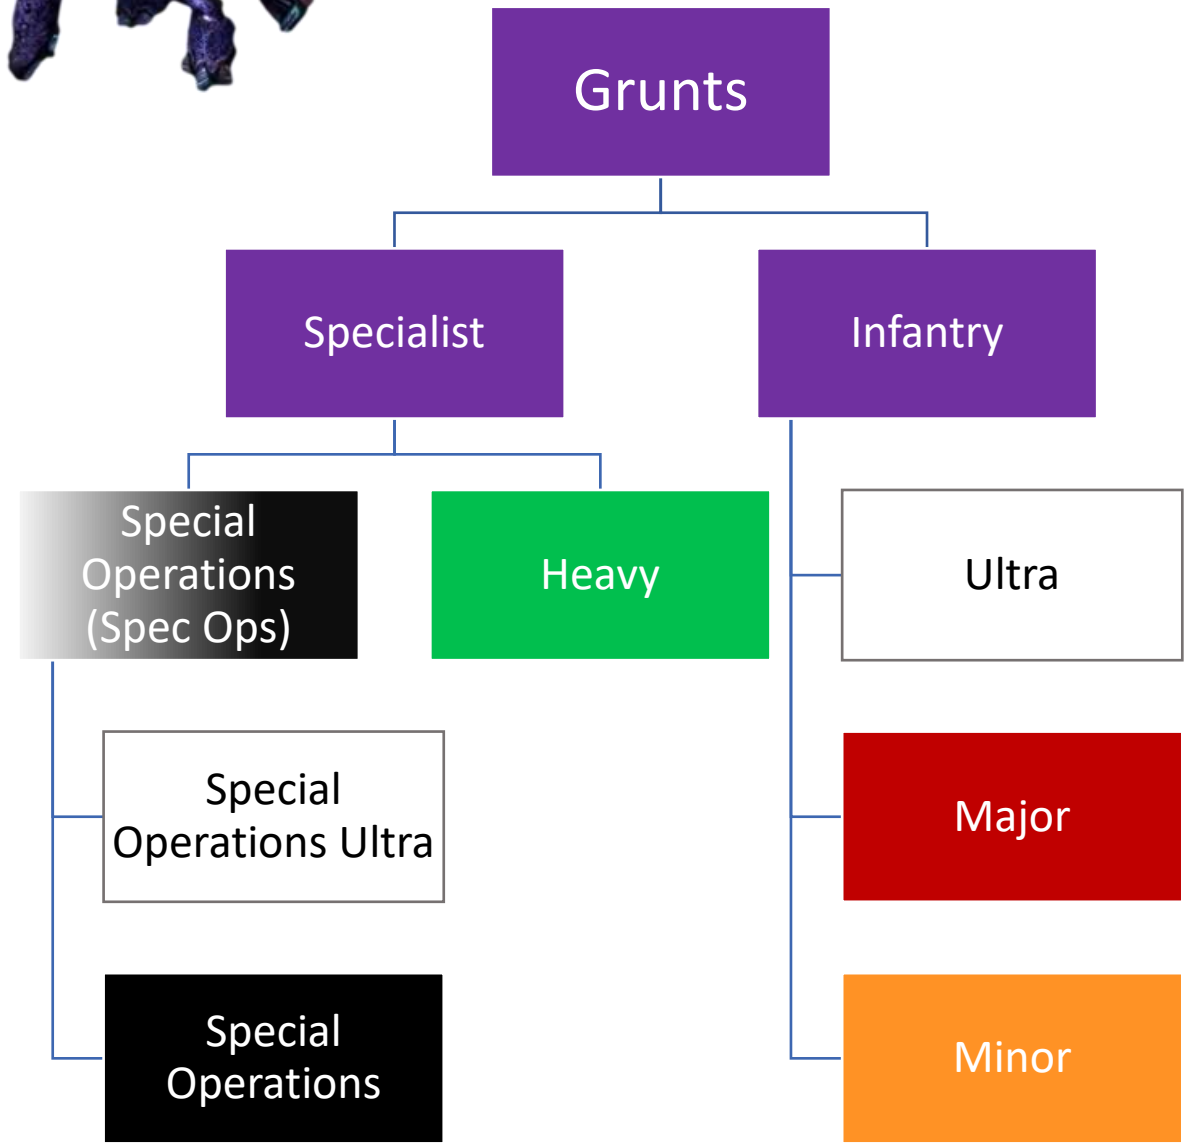 Grunts
Specialist
Infantry
Special
Operations
(Spec Ops)
Heavy
Ultra
Special
Operations Ultra
Major
Special
Operations
Minor